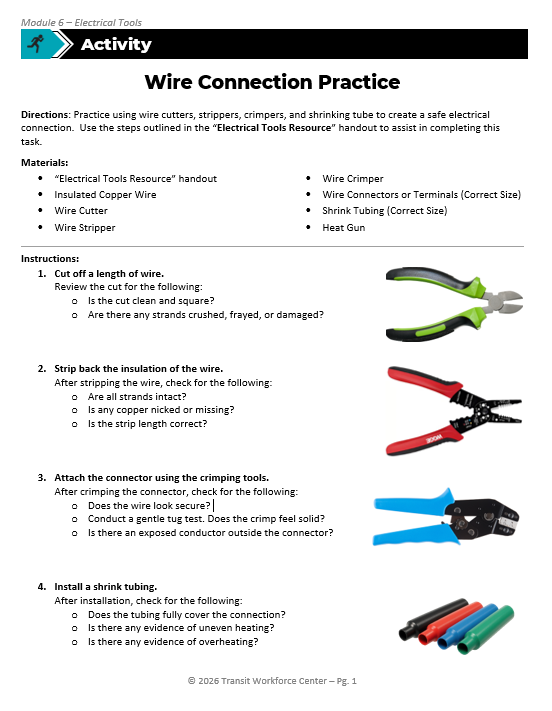 Module 6 – Electrical Tools
Activity
Wire Connection Practice
Directions: Practice using wire cutters, strippers, crimpers, and shrinking tube to create a safe electrical
connection. Use the steps outlined in the “Electrical Tools Resource” handout to assist in completing this
task.
Materials:
• “Electrical Tools Resource” handout
• Insulated Copper Wire
• Wire Cutter
• Wire Stripper
• Wire Crimper
• Wire Connectors or Terminals (Correct Size)
• Shrink Tubing (Correct Size)
• Heat Gun
Instructions:
1. Cut off a length of wire.
Review the cut for the following:
o Is the cut clean and square?
o Are there any strands crushed, frayed, or damaged?
2. Strip back the insulation of the wire.
After stripping the wire, check for the following:
o Are all strands intact?
o Is any copper nicked or missing?
o Is the strip length correct?
3. Attach the connector using the crimping tools.
After crimping the connector, check for the following:
o Does the wire look secure?
o Conduct a gentle tug test. Does the crimp feel solid?
o Is there an exposed conductor outside the connector?
4. Install a shrink tubing.
After installation, check for the following:
o Does the tubing fully cover the connection?
o Is there any evidence of uneven heating?
o Is there any evidence of overheating?
© 2026 Transit Workforce Center – Pg. 1